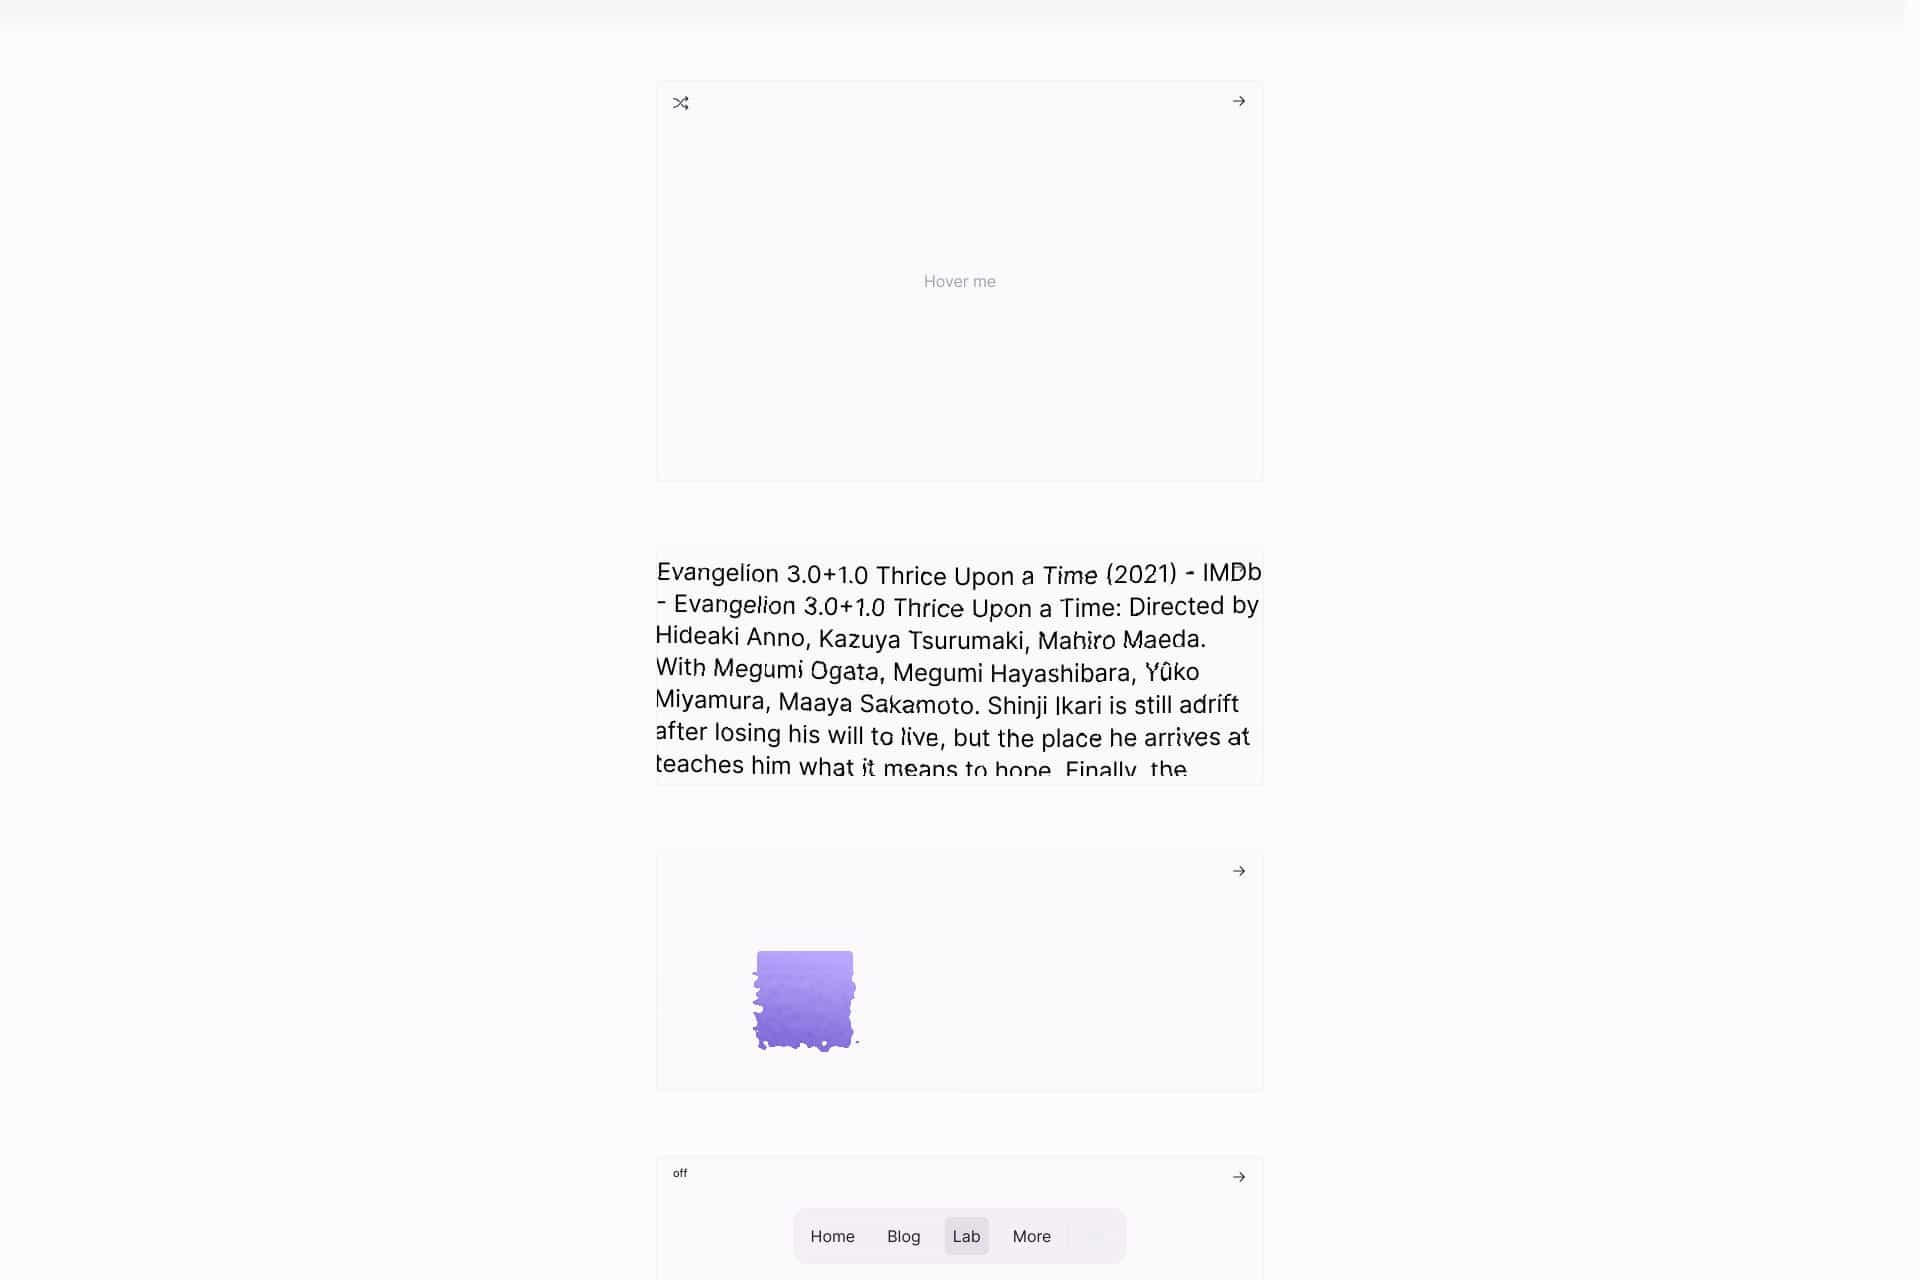 Hover me
Evangelion 3.0+1.0 Thrice Upon a Time (2021) - IMDb
- Evangelion 3.0+1.0 Thrice Upon a Time: Directed by
Hideaki Anno, Kazuya Tsurumaki, Mahiro Maeda.
With Megumi Ogata, Megumi Hayashibara, Yûko
Miyamura, Maaya Sakamoto. Shinji Ikari is still adrift
after losing his will to live, but the place he arrives at
teaches him what it means to hope. Finally, the
off
Home Blog Lab More